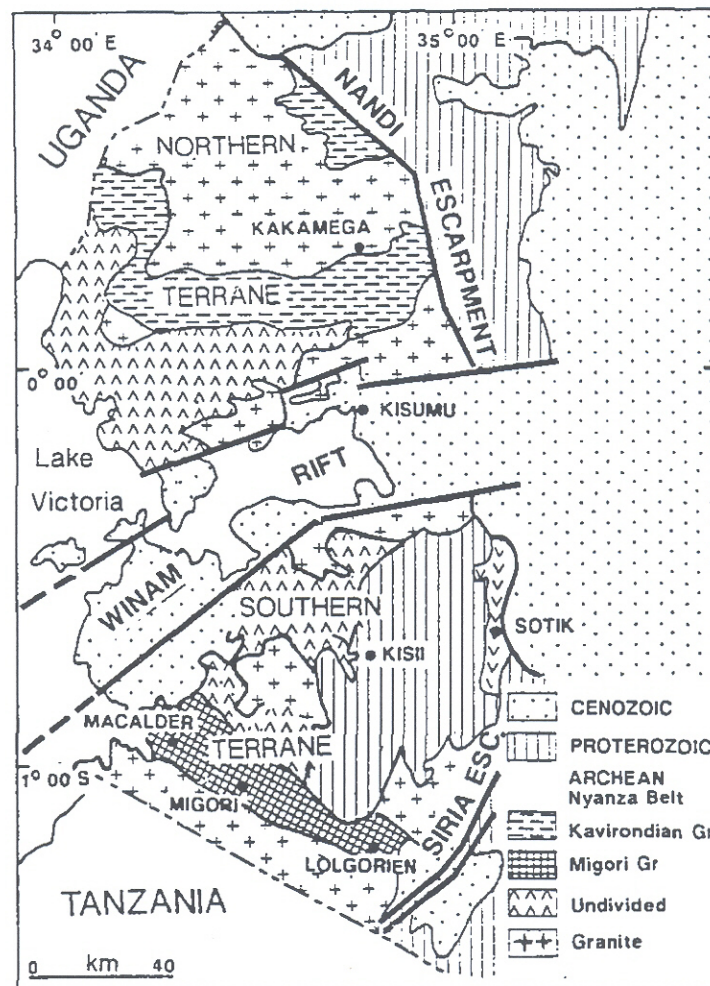 34° 00' E
35° 00 E
UGANDA
NANDI
NORTHERN
ESCARPMENT
KAKAMEGA
TERRANE
0° 00'
KISUMU
Lake
Victoria
RIFT
WINAM
SOUTHERN
SOTIK
KISII
MACALDER
TERRANE
1° 00 S
MIGORI
SIRIA ESC.
LOLGORIEN
TANZANIA
0 km 40
CENOZOIC
PROTEROZOIC
ARCHEAN
Nyanza Belt
Kavirondian Gr
Migori Gr
Undivided
Granite